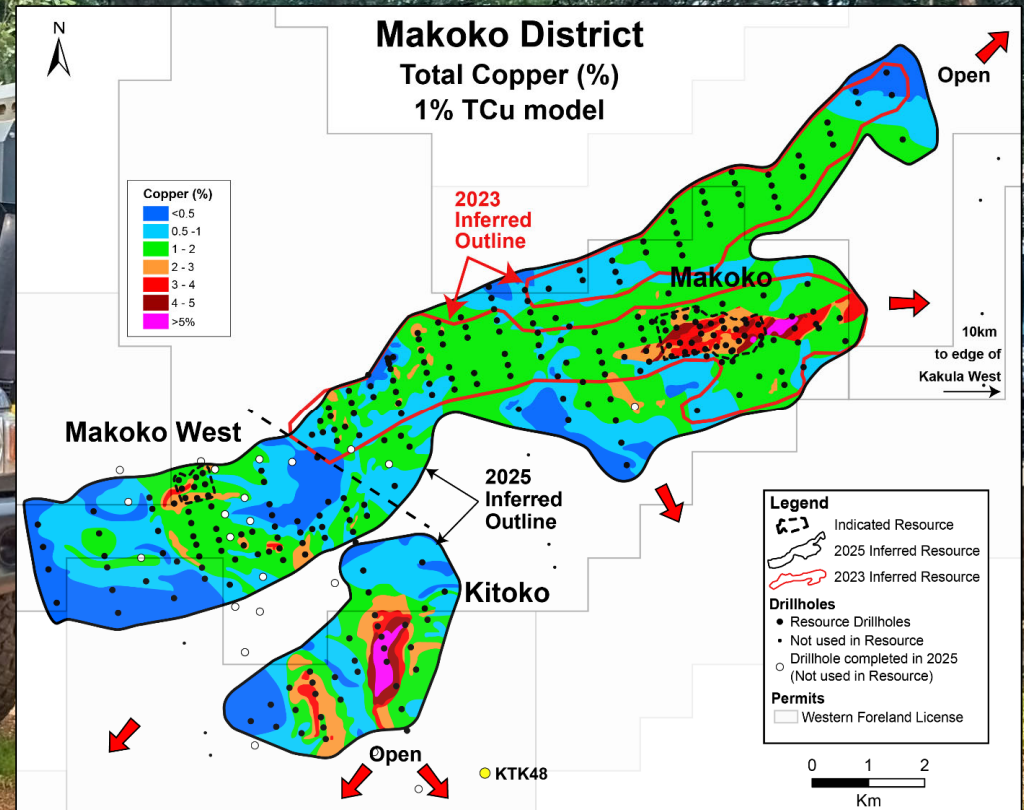 N
Makoko District
Total Copper (%)
1% TCu model
Open
Copper (%)
<0.5
0.5 -1
1 - 2
2 - 3
3 - 4
4 - 5
>5%
2023
Inferred
Outline
Makoko
10km
to edge of
Kakula West
Makoko West
2025
Inferred
Outline
Kitoko
Open
KTK48
Legend
Indicated Resource
2025 Inferred Resource
2023 Inferred Resource
Drillholes
Resource Drillholes
Not used in Resource
Drillhole completed in 2025
(Not used in Resource)
Permits
Western Foreland License
0 1 2
Km